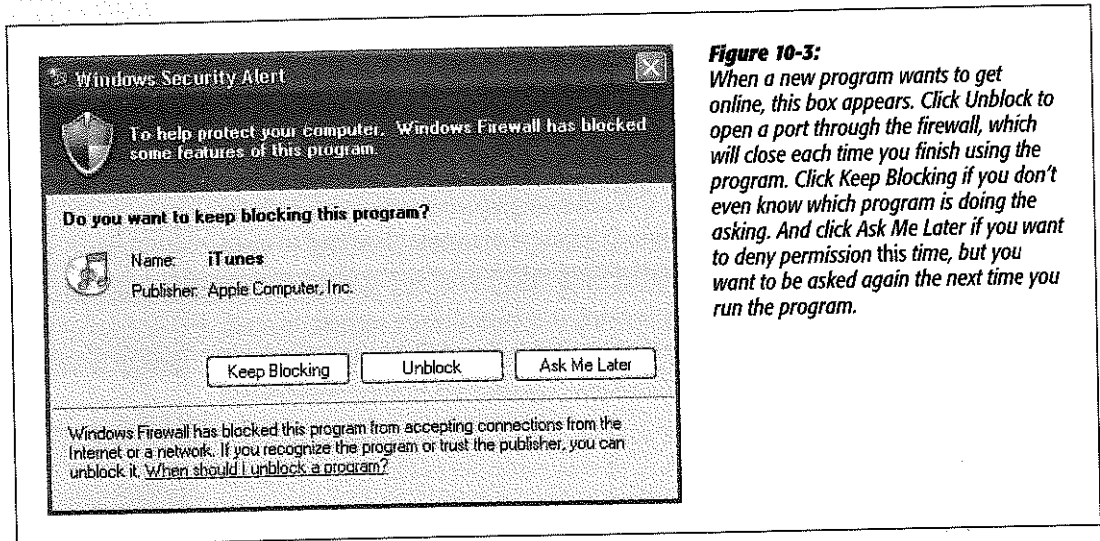 Windows Security Alert
To help protect your computer, Windows Firewall has blocked
some features of this program.
Do you want to keep blocking this program?
Name: iTunes
Publisher: Apple Computer, Inc.
Keep Blocking
Unblock
Ask Me Later
Windows Firewall has blocked this program from accepting connections from the
Internet or a network. If you recognize the program or trust the publisher, you can
unblock it. When should I unblock a program?
Figure 10-3:
When a new program wants to get
online, this box appears. Click Unblock to
open a port through the firewall, which
will close each time you finish using the
program. Click Keep Blocking if you don't
even know which program is doing the
asking. And click Ask Me Later if you want
to deny permission this time, but you
want to be asked again the next time you
run the program.